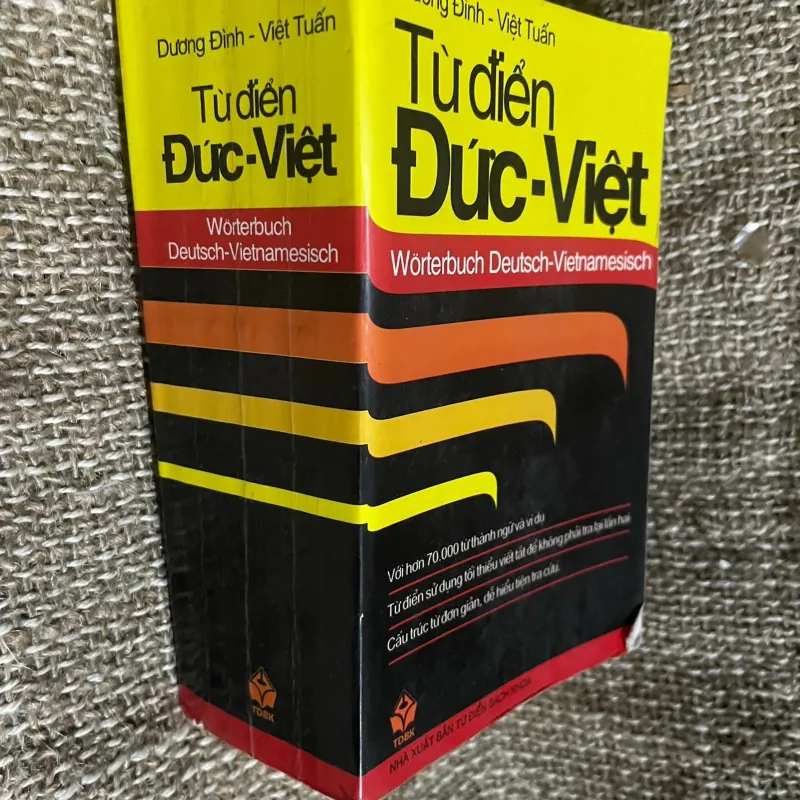 Dương Đình - Việt Tuấn
Từ điển
Đức-Việt
Wörterbuch
Deutsch-Vietnamesisch
TDBK
Đình - Việt Tuấn
Từ điển
Đức-Việt
Wörterbuch Deutsch-Vietnamesisch
Với hơn 70.000 từ thành ngữ và ví dụ
Từ điển sử dụng tối thiểu viết tắt để không phải tra lại lần hai.
Cấu trúc từ đơn giản, dễ hiểu tiện tra cứu.
TDBK
NHÀ XUẤT BẢN TỪ ĐIỂN BÁCH KHOA